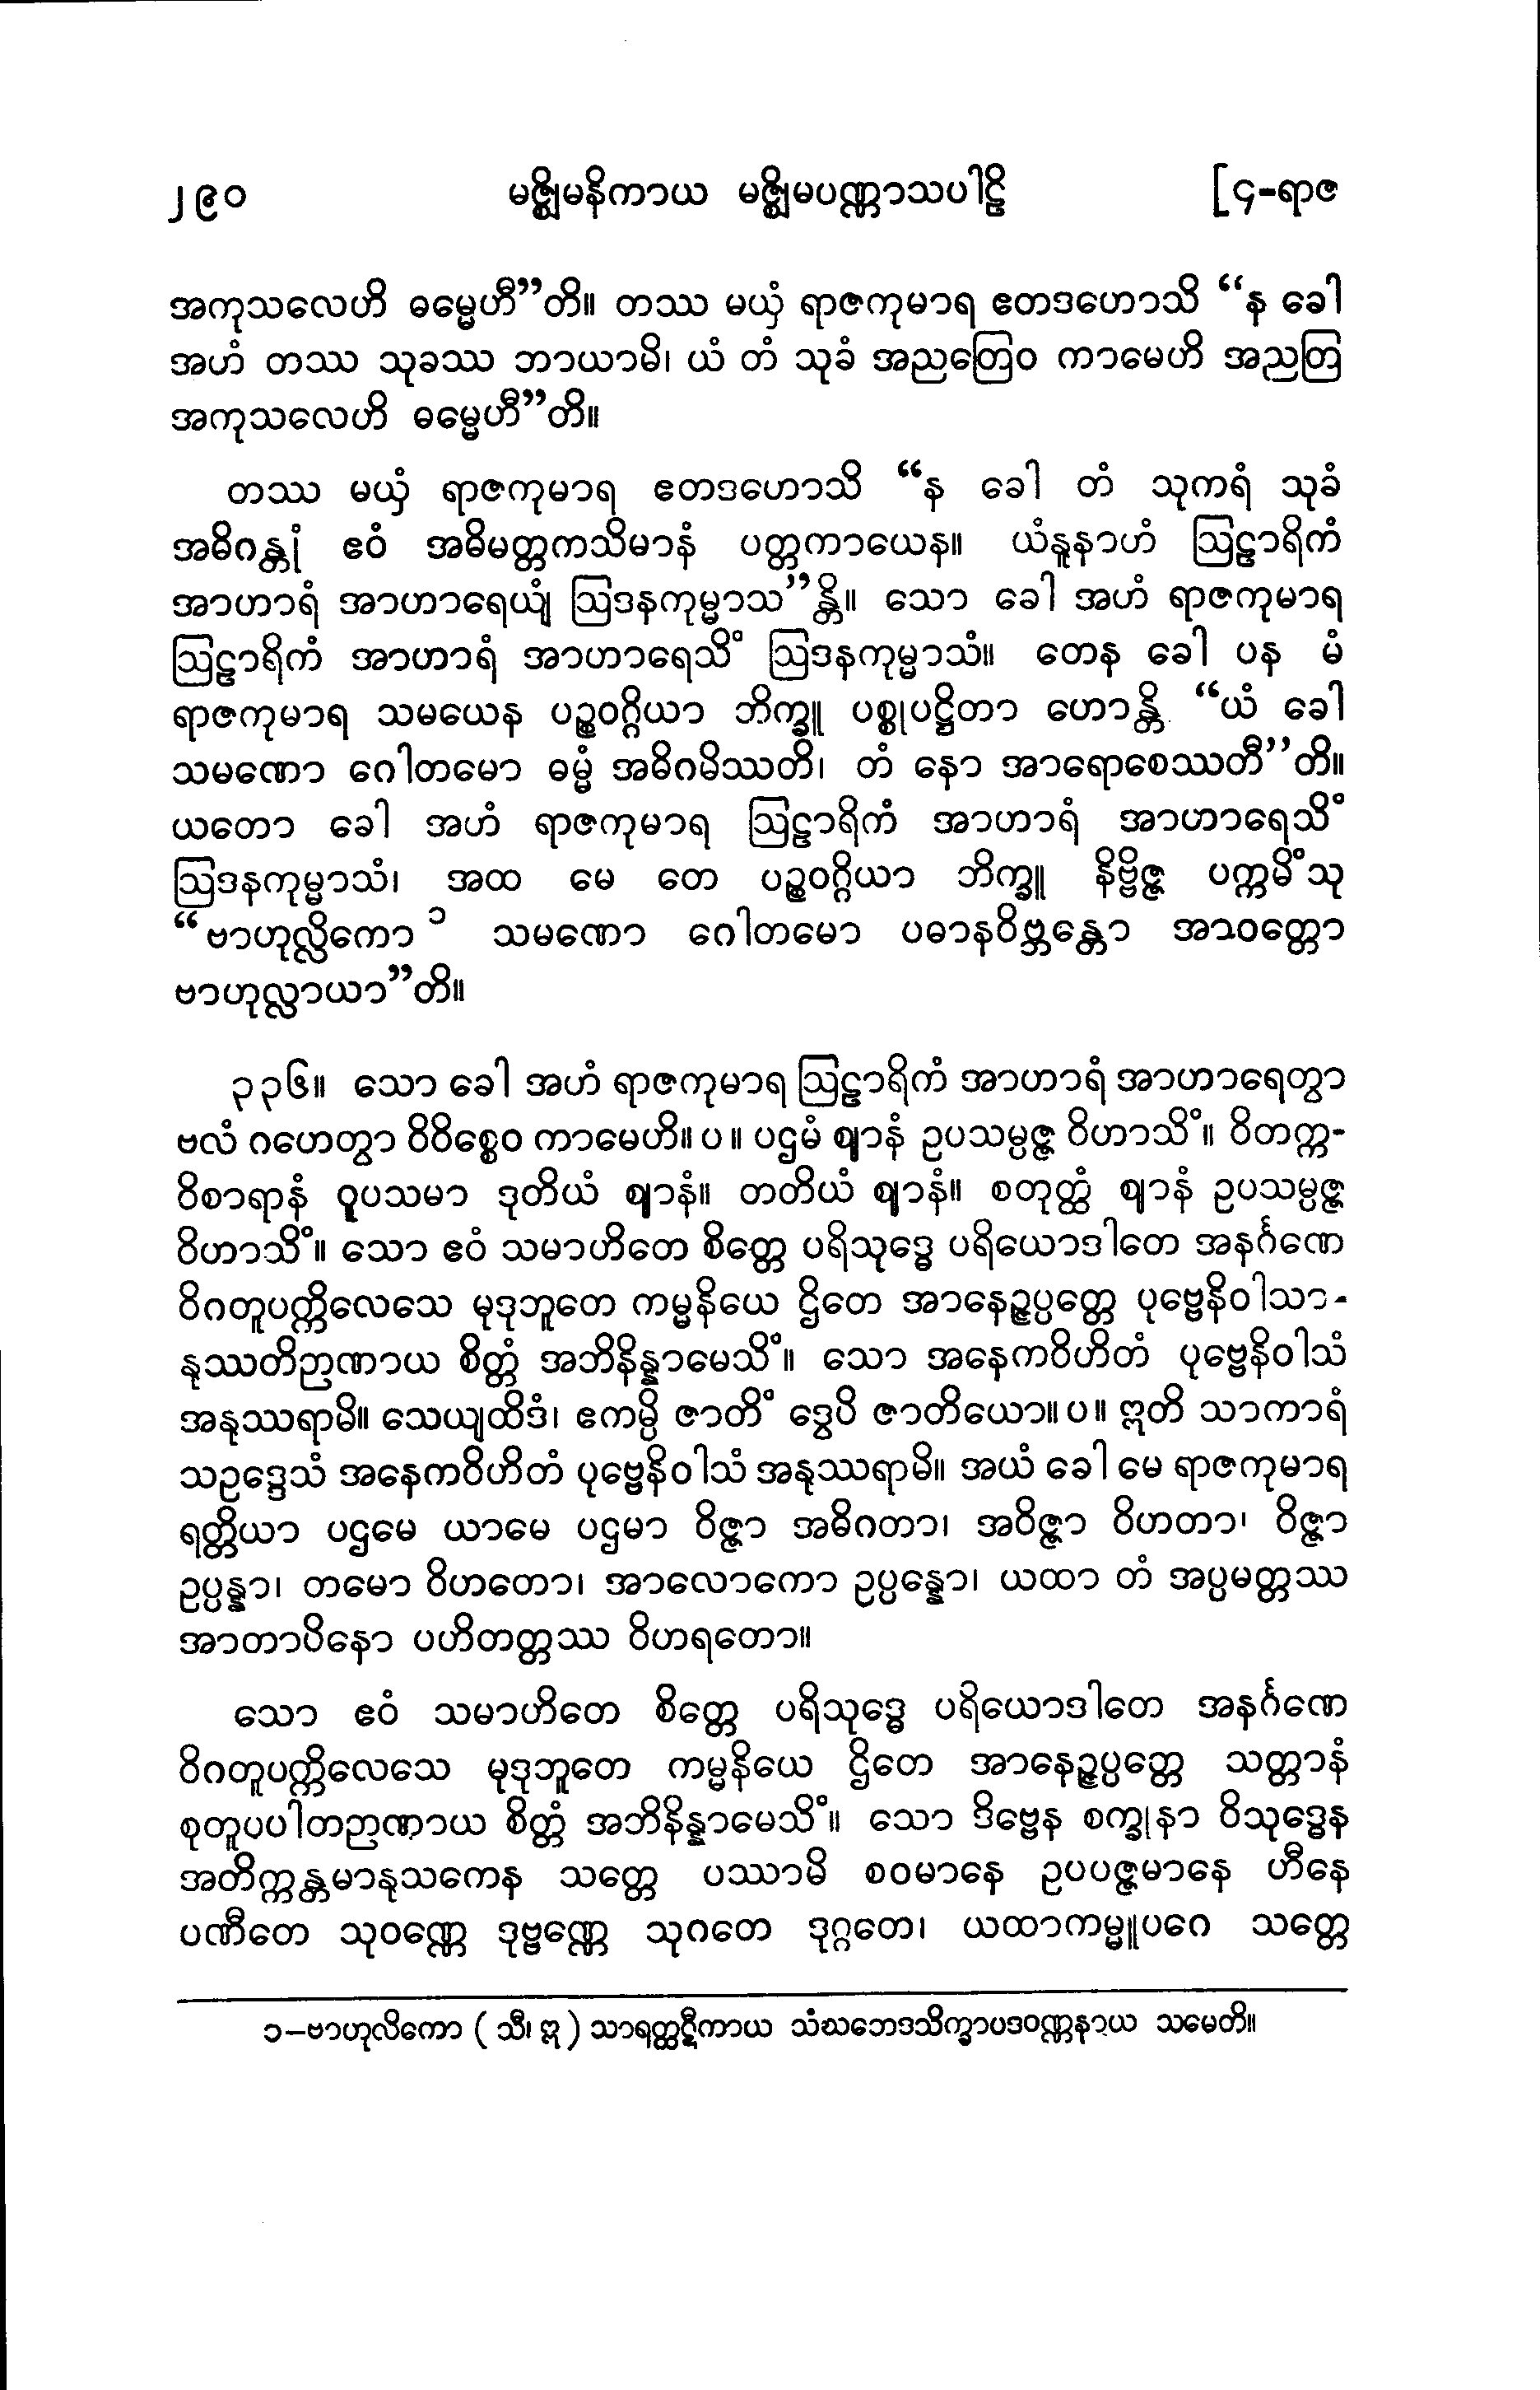 ၂၉၀ မဇ္ဈိမနိကာယ မဇ္ဈိမပဏ္ဏာသပါဠိ [၄-ရာဇ
အကုသလေဟိ ဓမ္မေဟီ”တိ။ တဿ မယှံ ရာဇကုမာရ ဧတဒဟောသိ “န ခေါ
အဟံ တဿ သုခဿ ဘာယာမိ၊ ယံ တံ သုခံ အညတြေဝ ကာမေဟိ အညတြ
အကုသလေဟိ ဓမ္မေဟီ”တိ။
တဿ မယှံ ရာဇကုမာရ ဧတဒဟောသိ “န ခေါ တံ သုကရံ သုခံ
အဓိဂန္တုံ ဧဝံ အဓိမတ္တကသိမာနံ ပတ္တကာယေန။ ယံနူနာဟံ ဩဠာရိကံ
အာဟာရံ အာဟာရေယျံ ဩဒနကုမ္မာသ”န္တိ။ သော ခေါ အဟံ ရာဇကုမာရ
ဩဠာရိကံ အာဟာရံ အာဟာရေသိံ ဩဒနကုမ္မာသံ။ တေန ခေါ ပန မံ
ရာဇကုမာရ သမယေန ပဉ္စဝဂ္ဂိယာ ဘိက္ခူ ပစ္စုပဋ္ဌိတာ ဟောန္တိ “ယံ ခေါ
သမဏော ဂေါတမော ဓမ္မံ အဓိဂမိဿတိ၊ တံ နော အာရောစေဿတီ”တိ။
ယတော ခေါ အဟံ ရာဇကုမာရ ဩဠာရိကံ အာဟာရံ အာဟာရေသိံ
ဩဒနကုမ္မာသံ၊ အထ မေ တေ ပဉ္စဝဂ္ဂိယာ ဘိက္ခူ နိဗ္ဗိဇ္ဇ ပက္ကမိံသု
“ဗာဟုလ္လိကော ၁ သမဏော ဂေါတမော ပဓာနဝိဗ္ဘန္တော အာဝတ္တော
ဗာဟုလ္လာယာ”တိ။
၃၃၆။ သော ခေါ အဟံ ရာဇကုမာရ ဩဠာရိကံ အာဟာရံ အာဟာရေတွာ
ဗလံ ဂဟေတွာ ဝိဝိစ္စေဝ ကာမေဟိ။ပ။ ပဌမံ ဈာနံ ဥပသမ္ပဇ္ဇ ဝိဟာသိံ။ ဝိတက္က-
ဝိစာရာနံ ဝူပသမာ ဒုတိယံ ဈာနံ။ တတိယံ ဈာနံ။ စတုတ္ထံ ဈာနံ ဥပသမ္ပဇ္ဇ
ဝိဟာသိံ။ သော ဧဝံ သမာဟိတေ စိတ္တေ ပရိသုဒ္ဓေ ပရိယောဒါတေ အနင်္ဂဏေ
ဝိဂတူပက္ကိလေသေ မုဒုဘူတေ ကမ္မနိယေ ဌိတေ အာနေဉ္ဇပ္ပတ္တေ ပုဗ္ဗေနိဝါသာ-
နုဿတိဉာဏာယ စိတ္တံ အဘိနိန္နာမေသိံ။ သော အနေကဝိဟိတံ ပုဗ္ဗေနိဝါသံ
အနုဿရာမိ။ သေယျထိဒံ၊ ဧကမ္ပိ ဇာတိံ ဒွေပိ ဇာတိယော။ပ။ ဣတိ သာကာရံ
သဥဒ္ဒေသံ အနေကဝိဟိတံ ပုဗ္ဗေနိဝါသံ အနုဿရာမိ။ အယံ ခေါ မေ ရာဇကုမာရ
ရတ္တိယာ ပဌမေ ယာမေ ပဌမာ ဝိဇ္ဇာ အဓိဂတာ၊ အဝိဇ္ဇာ ဝိဟတာ၊ ဝိဇ္ဇာ
ဥပ္ပန္နာ၊ တမော ဝိဟတော၊ အာလောကော ဥပ္ပန္နော၊ ယထာ တံ အပ္ပမတ္တဿ
အာတာပိနော ပဟိတတ္တဿ ဝိဟရတော။
သော ဧဝံ သမာဟိတေ စိတ္တေ ပရိသုဒ္ဓေ ပရိယောဒါတေ အနင်္ဂဏေ
ဝိဂတူပက္ကိလေသေ မုဒုဘူတေ ကမ္မနိယေ ဌိတေ အာနေဉ္ဇပ္ပတ္တေ သတ္တာနံ
စုတူပပါတဉာဏာယ စိတ္တံ အဘိနိန္နာမေသိံ။ သော ဒိဗ္ဗေန စက္ခုနာ ဝိသုဒ္ဓေန
အတိက္ကန္တမာနုသကေန သတ္တေ ပဿာမိ စဝမာနေ ဥပပဇ္ဇမာနေ ဟီနေ
ပဏီတေ သုဝဏ္ဏေ ဒုဗ္ဗဏ္ဏေ သုဂတေ ဒုဂ္ဂတေ၊ ယထာကမ္မူပဂေ သတ္တေ
၁–ဗာဟုလိကော (သီ၊ ဣ) သာရတ္ထဋီကာယ သံဃဘေဒသိက္ခာပဒဝဏ္ဏနာယ သမေတိ။